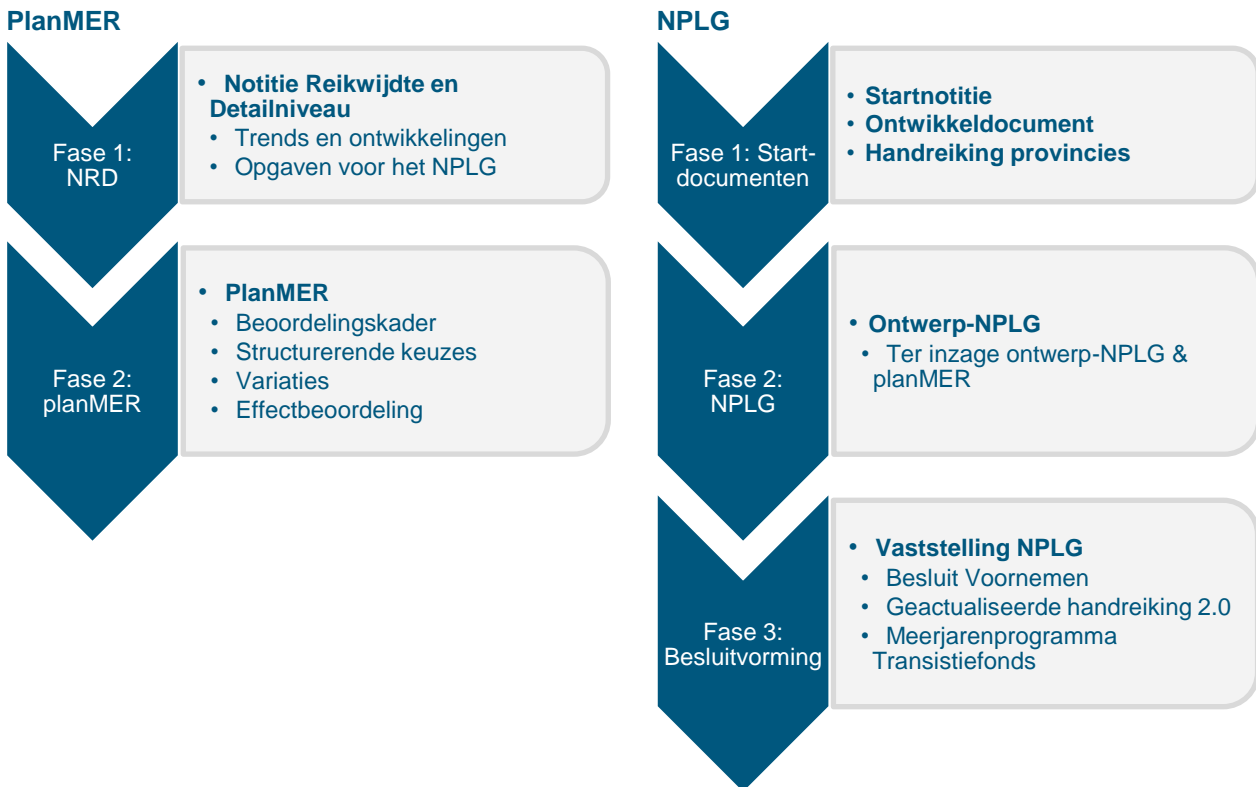 PlanMER
Fase 1:
NRD
• Notitie Reikwijdte en
Detailniveau
• Trends en ontwikkelingen
• Opgaven voor het NPLG
Fase 2:
planMER
• PlanMER
• Beoordelingskader
• Structurerende keuzes
• Variaties
• Effectbeoordeling
NPLG
Fase 1: Start-
documenten
• Startnotitie
• Ontwikkeldocument
• Handreiking provincies
Fase 2:
NPLG
• Ontwerp-NPLG
• Ter inzage ontwerp-NPLG &
planMER
Fase 3:
Besluitvorming
• Vaststelling NPLG
• Besluit Voornemen
• Geactualiseerde handreiking 2.0
• Meerjarenprogramma
Transistiefonds